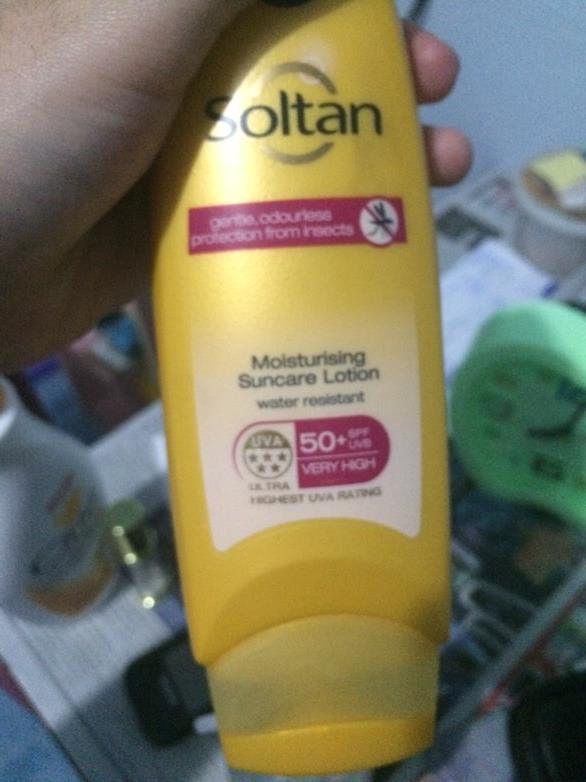 Soltan
gentle, odourless
protection from insects
Moisturising
Suncare Lotion
water resistant
UVA
50+ SPF
UVB
VERY HIGH
ULTRA
HIGHEST UVA RATING